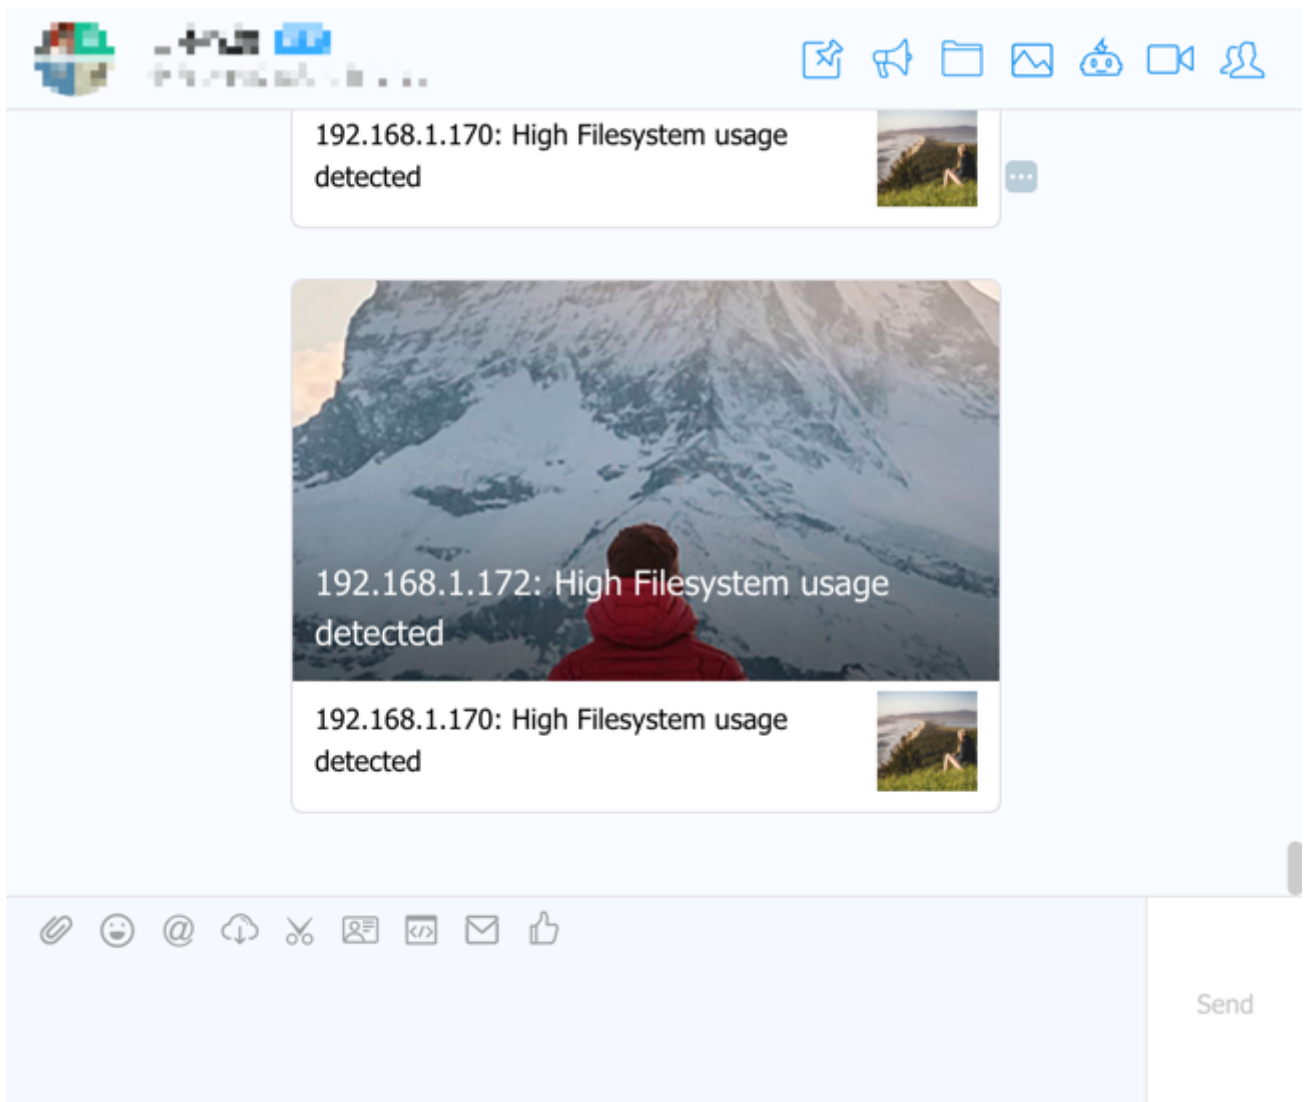 192.168.1.170: High Filesystem usage
detected
192.168.1.172: High Filesystem usage
detected
192.168.1.170: High Filesystem usage
detected
Send